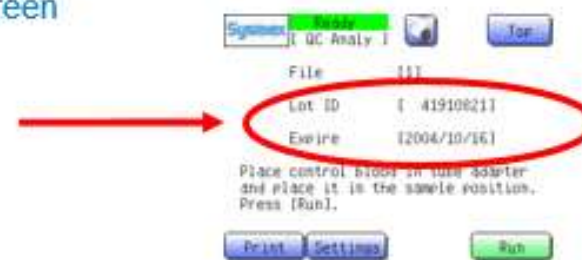 reen
Sysmex Ready
[ QC Analy ] Top
File [1]
Lot ID [ 41910821]
Expire [2004/10/16]
Place control blood in tube adapter
and place it in the sample position.
Press [Run].
Print Settings Run